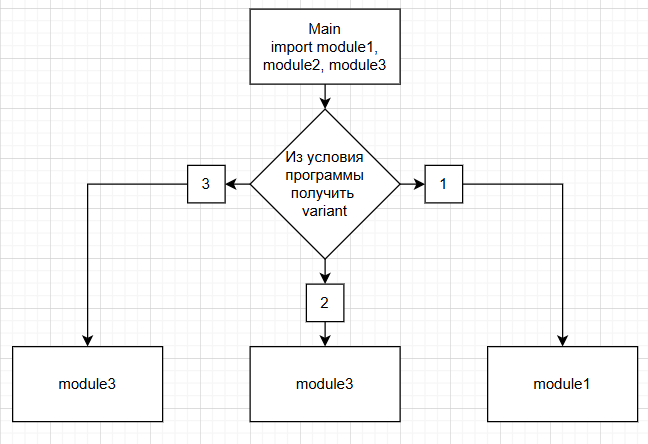 Main
import module1,
module2, module3
Из условия
программы
получить
variant
3
1
2
module3
module3
module1